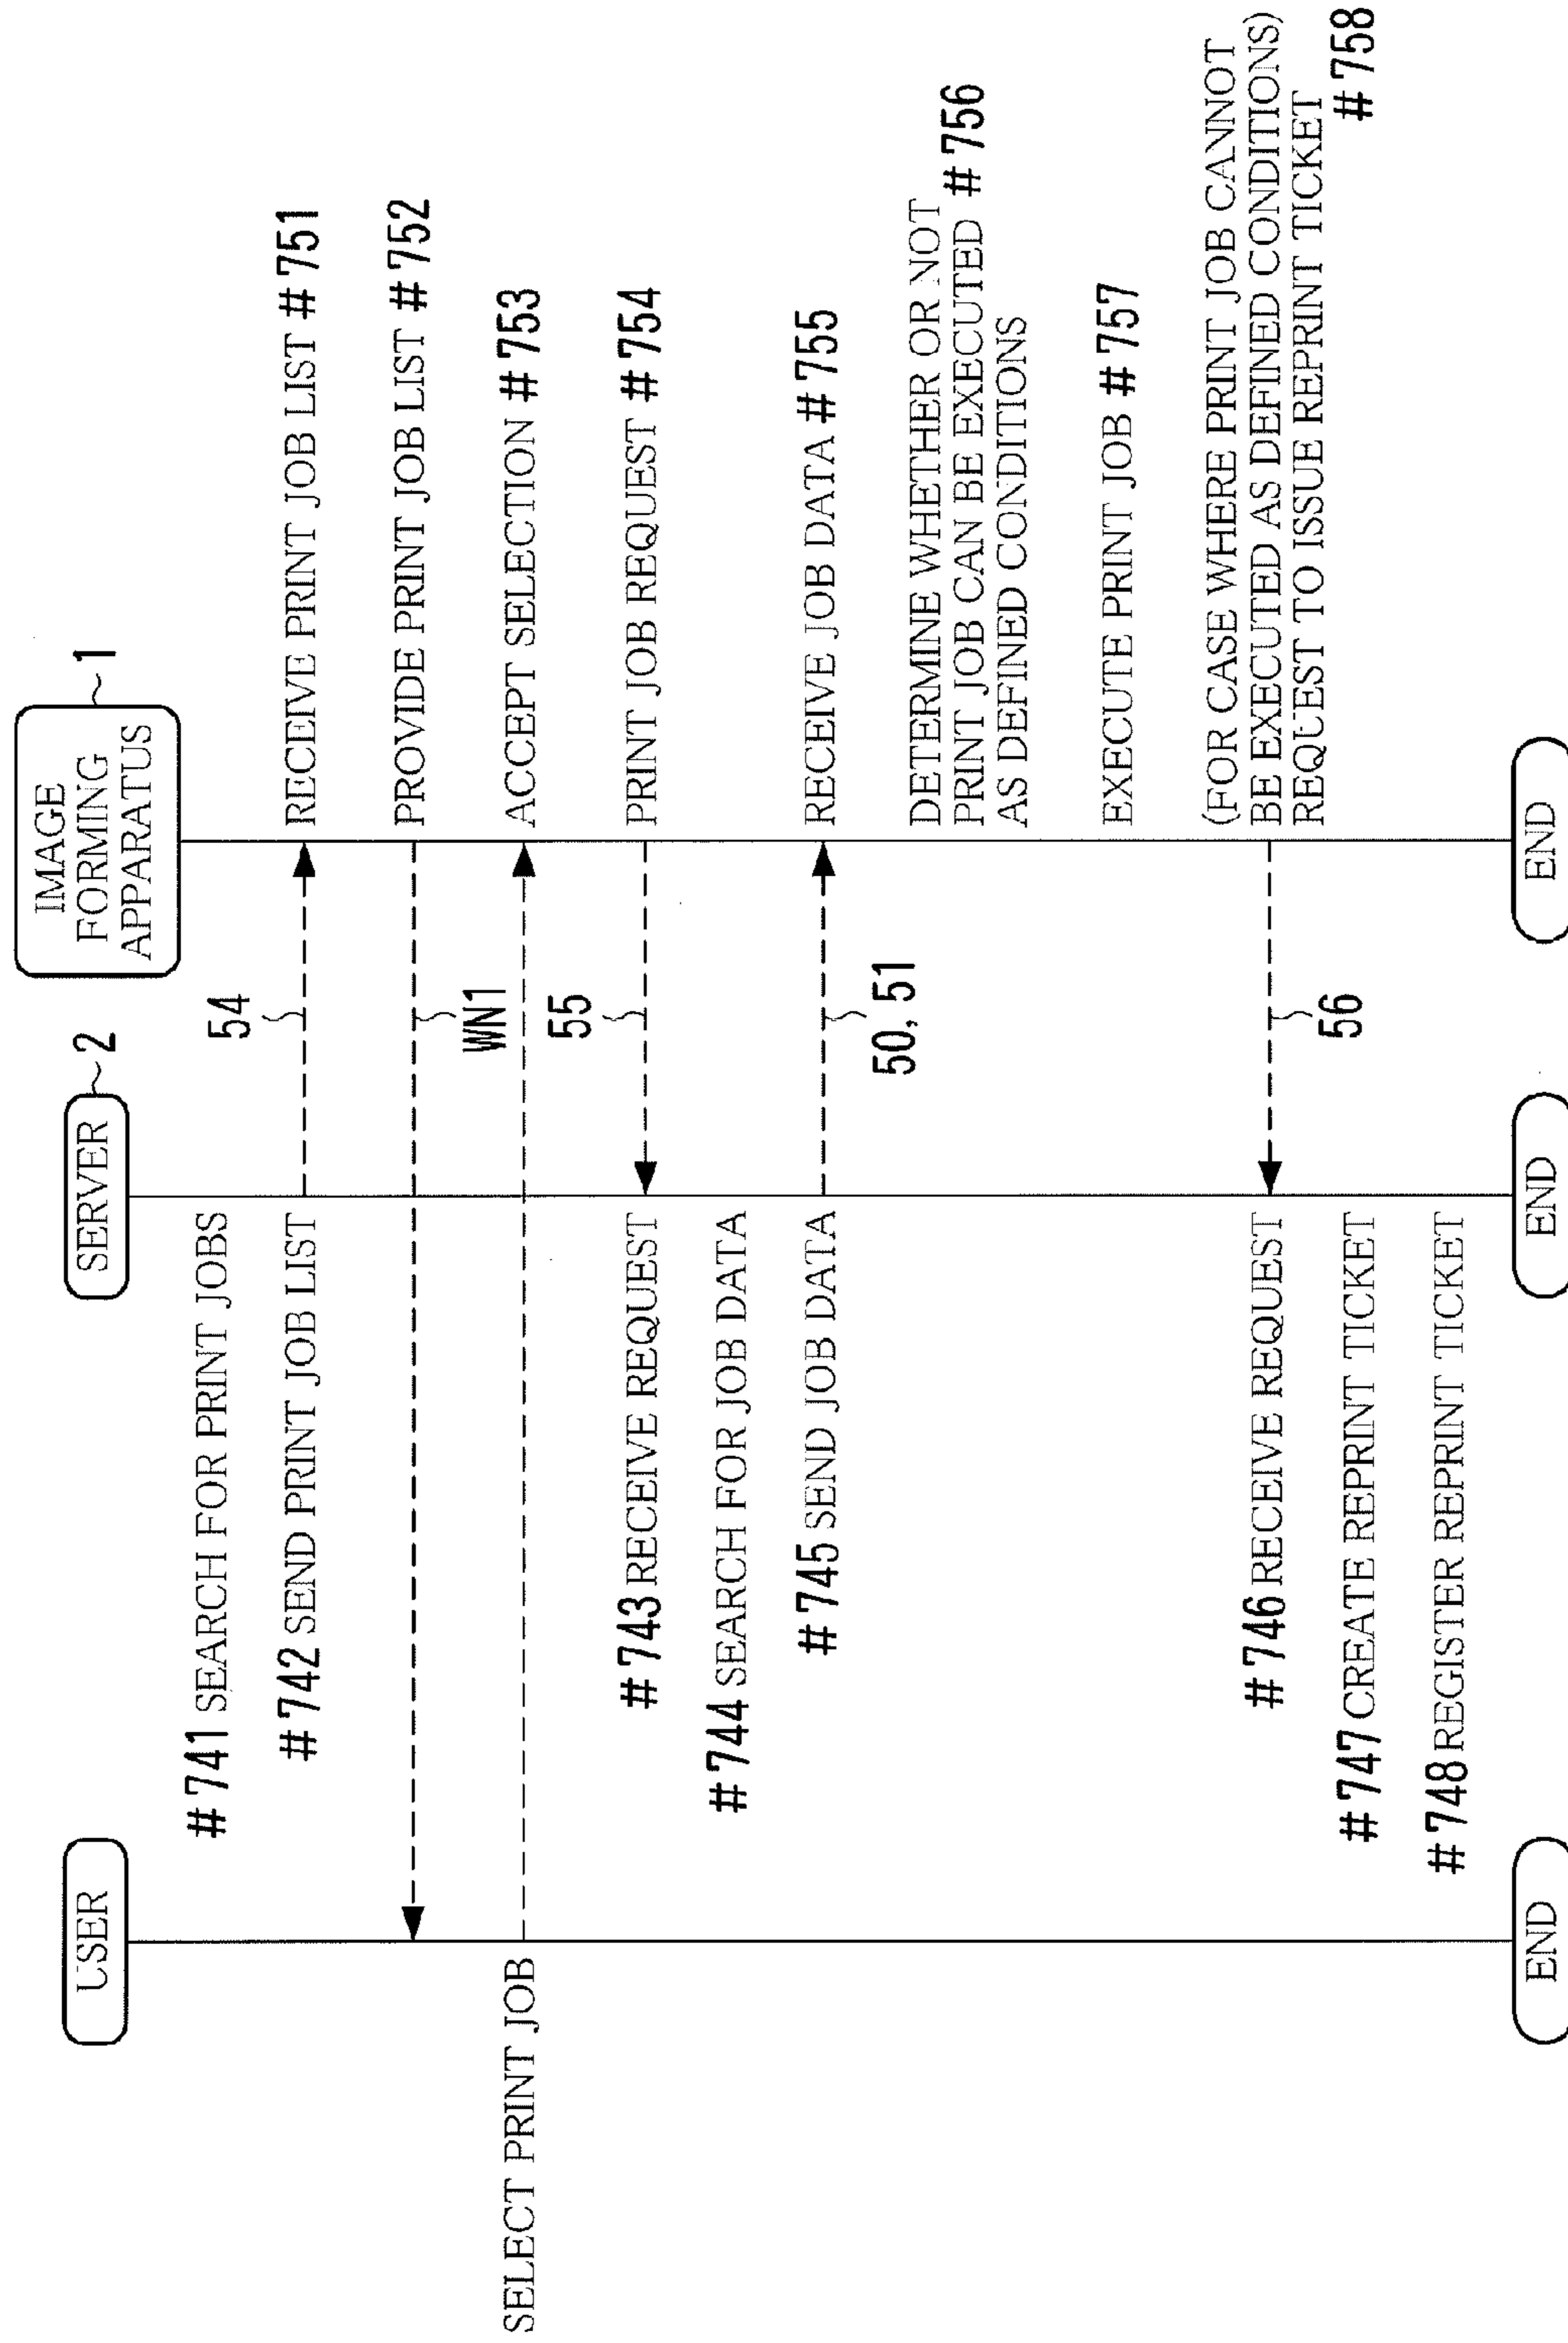 USER
SERVER
~2
IMAGE
FORMING
APPARATUS
~1
#741 SEARCH FOR PRINT JOBS
#742 SEND PRINT JOB LIST
54
RECEIVE PRINT JOB LIST #751
PROVIDE PRINT JOB LIST #752
WN1
SELECT PRINT JOB
ACCEPT SELECTION #753
55
PRINT JOB REQUEST #754
#743 RECEIVE REQUEST
#744 SEARCH FOR JOB DATA
#745 SEND JOB DATA
50, 51
RECEIVE JOB DATA #755
DETERMINE WHETHER OR NOT
PRINT JOB CAN BE EXECUTED #756
AS DEFINED CONDITIONS
EXECUTE PRINT JOB #757
(FOR CASE WHERE PRINT JOB CANNOT
BE EXECUTED AS DEFINED CONDITIONS)
REQUEST TO ISSUE REPRINT TICKET
#758
56
#746 RECEIVE REQUEST
#747 CREATE REPRINT TICKET
#748 REGISTER REPRINT TICKET
END
END
END